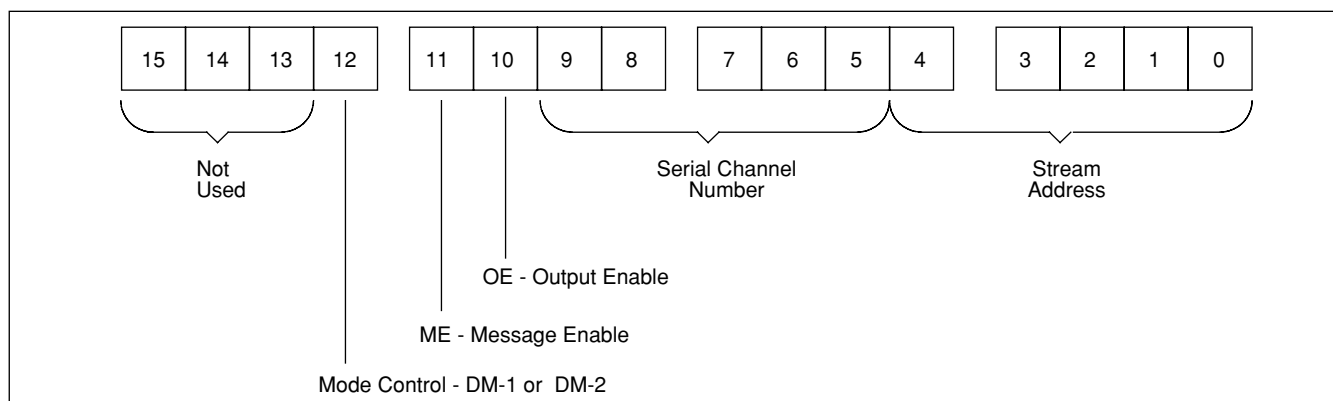 15 14 13 12 11 10 9 8 7 6 5 4 3 2 1 0
Not
Used
Serial Channel
Number
Stream
Address
OE - Output Enable
ME - Message Enable
Mode Control - DM-1 or DM-2